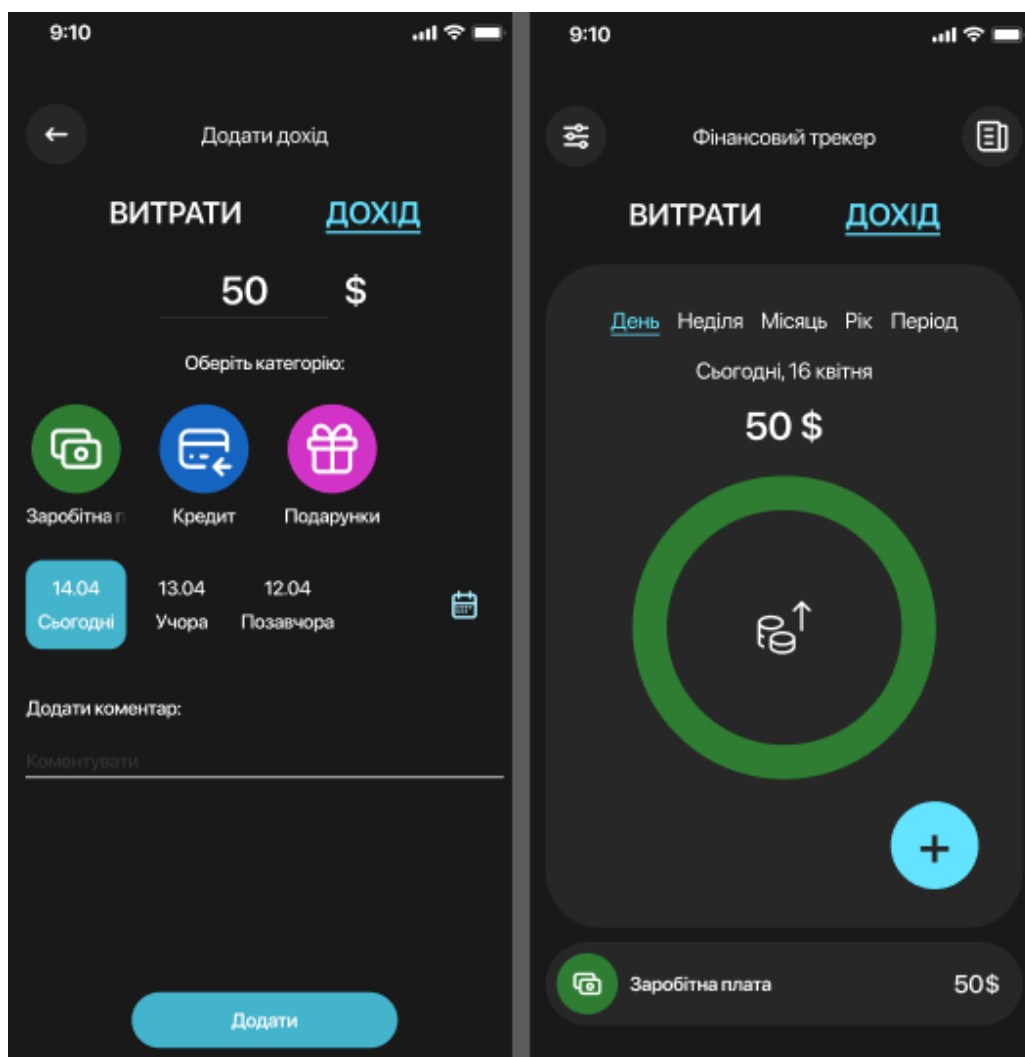 9:10
Додати дохід
ВИТРАТИ ДОХІД
50 $
Оберіть категорію:
Заробітна п Кредит Подарунки
14.04 13.04 12.04
Сьогодні Учора Позавчора
Додати коментар:
Коментувати
Додати
9:10
Фінансовий трекер
ВИТРАТИ ДОХІД
День Неділя Місяць Рік Період
Сьогодні, 16 квітня
50 $
+
Заробітна плата 50$